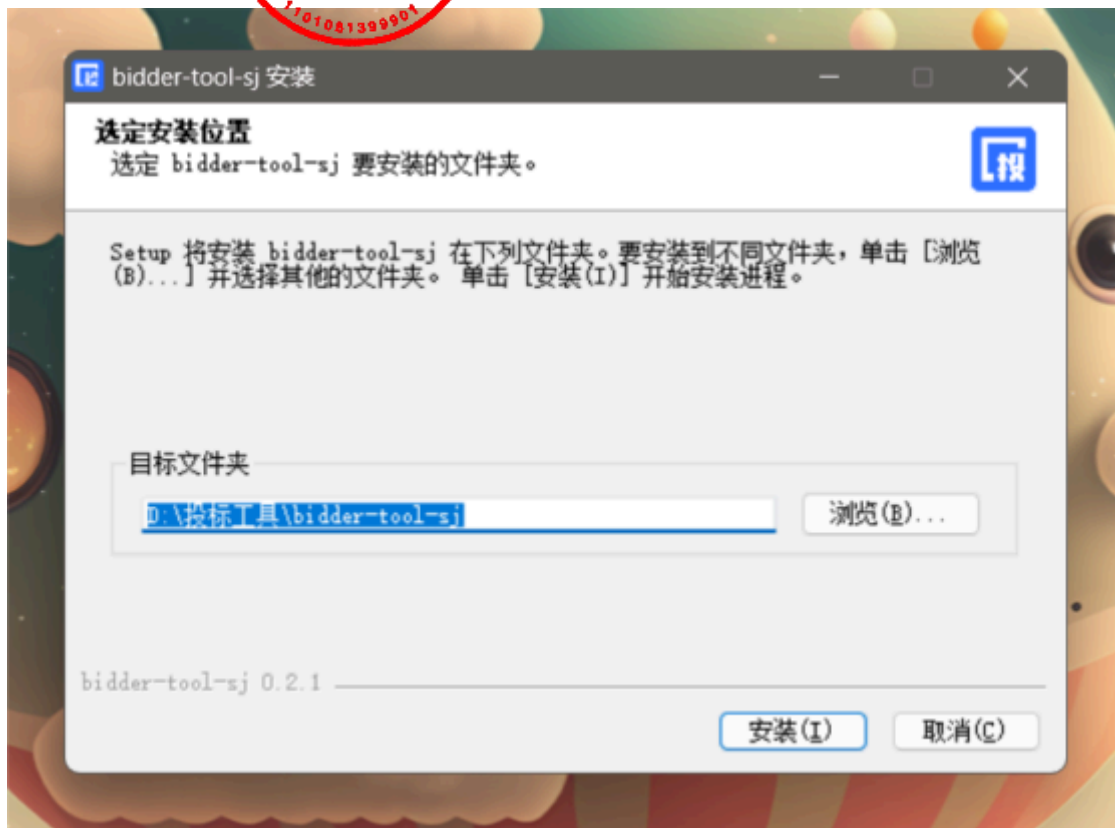 1101081399901
bidder-tool-sj 安装
选定安装位置
选定 bidder-tool-sj 要安装的文件夹。
投
Setup 将安装 bidder-tool-sj 在下列文件夹。要安装到不同文件夹，单击 [浏览
(B)...] 并选择其他的文件夹。 单击 [安装(I)] 开始安装进程。
目标文件夹
D:\投标工具\bidder-tool-sj
浏览(B)...
bidder-tool-sj 0.2.1
安装(I)
取消(C)